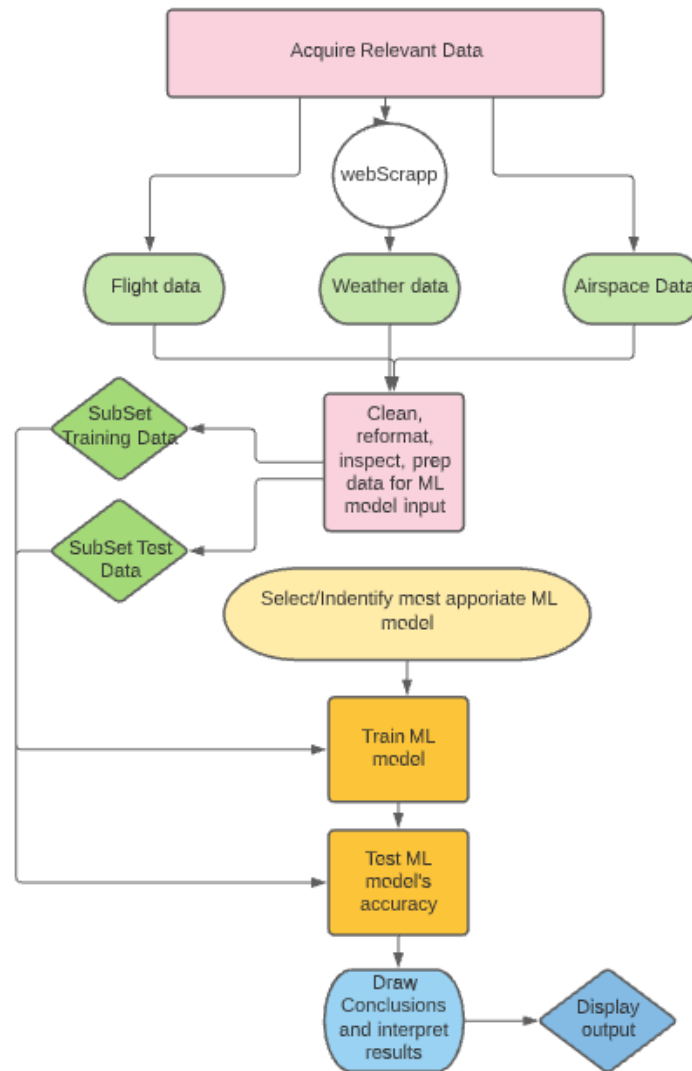 Acquire Relevant Data
webScrapp
Flight data
Weather data
Airspace Data
Clean,
reformat,
inspect, prep
data for ML
model input
SubSet
Training Data
SubSet Test
Data
Select/Indentify most apporiate ML
model
Train ML
model
Test ML
model's
accuracy
Draw
Conclusions
and interpret
results
Display
output